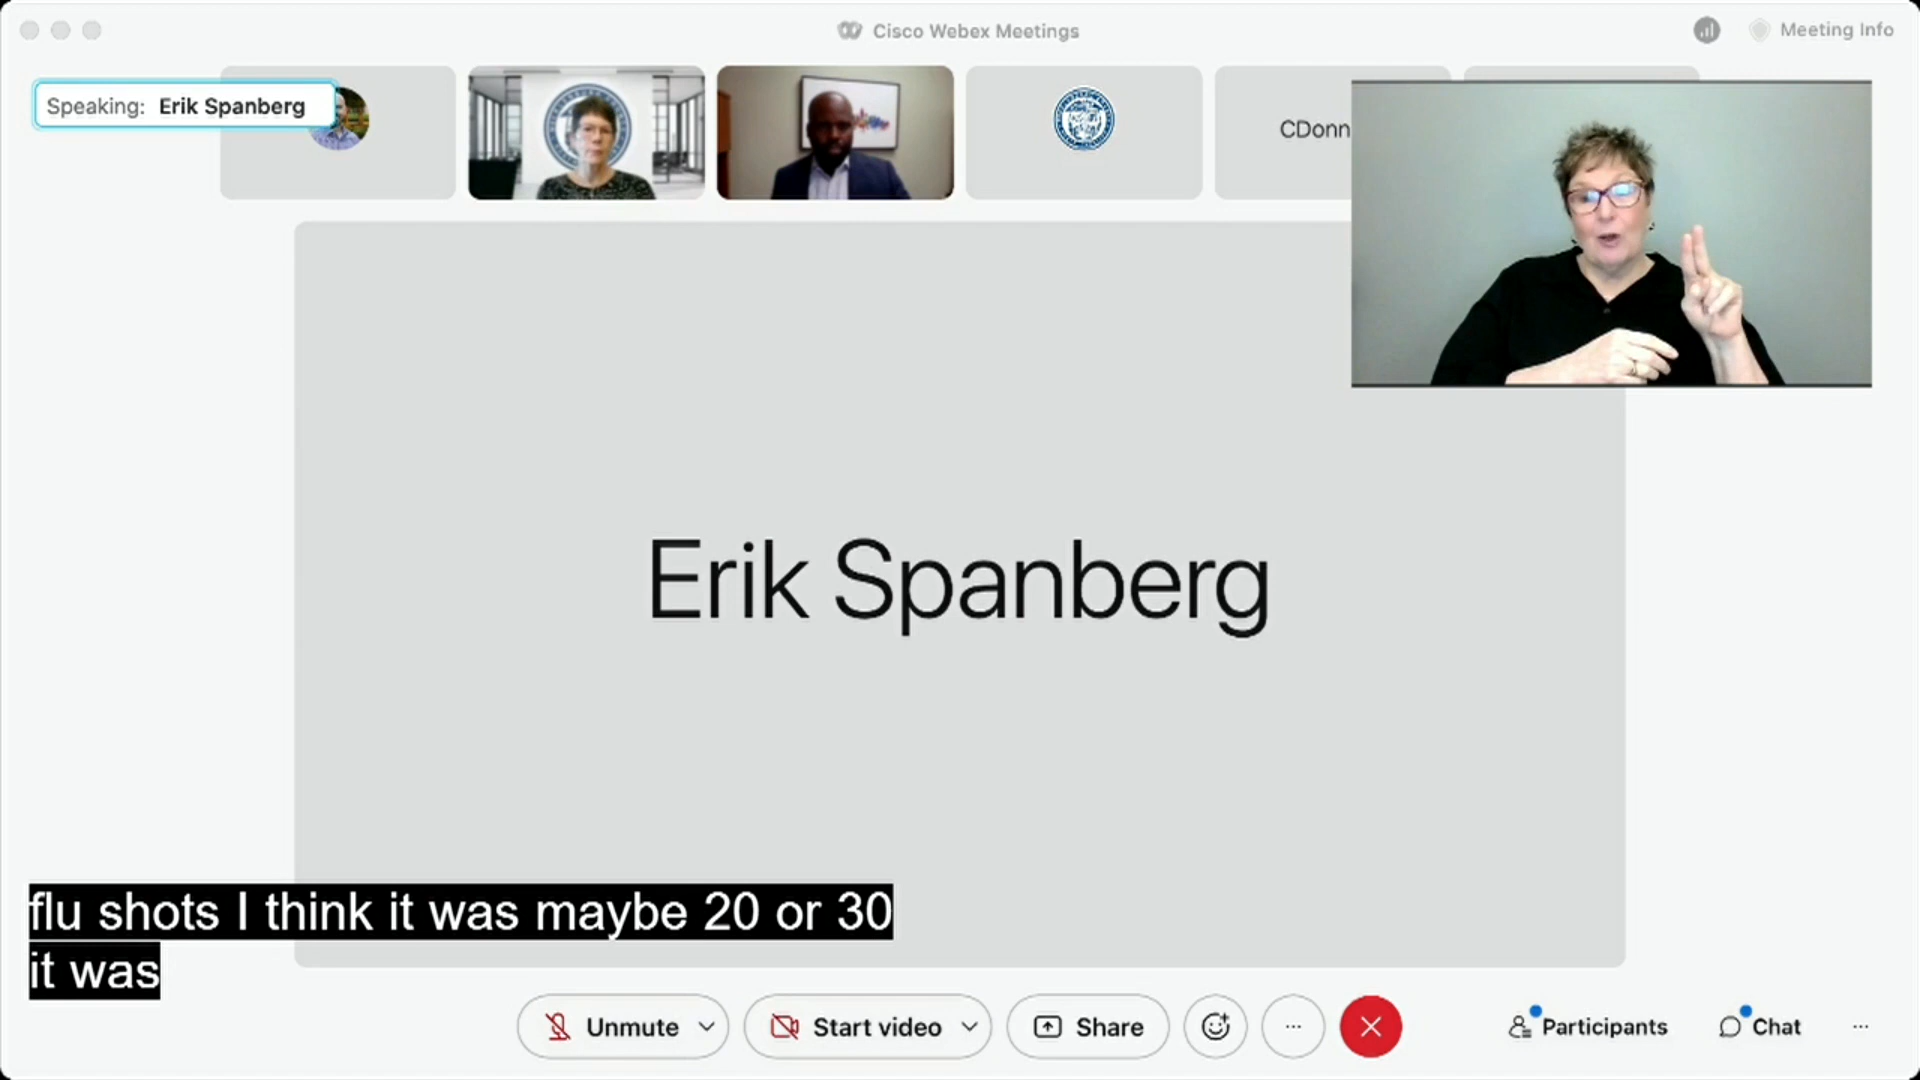 Cisco Webex Meetings
Meeting Info
Speaking: Erik Spanberg
CDonn
Erik Spanberg
flu shots I think it was maybe 20 or 30
it was
Unmute
Start video
Share
Participants
Chat